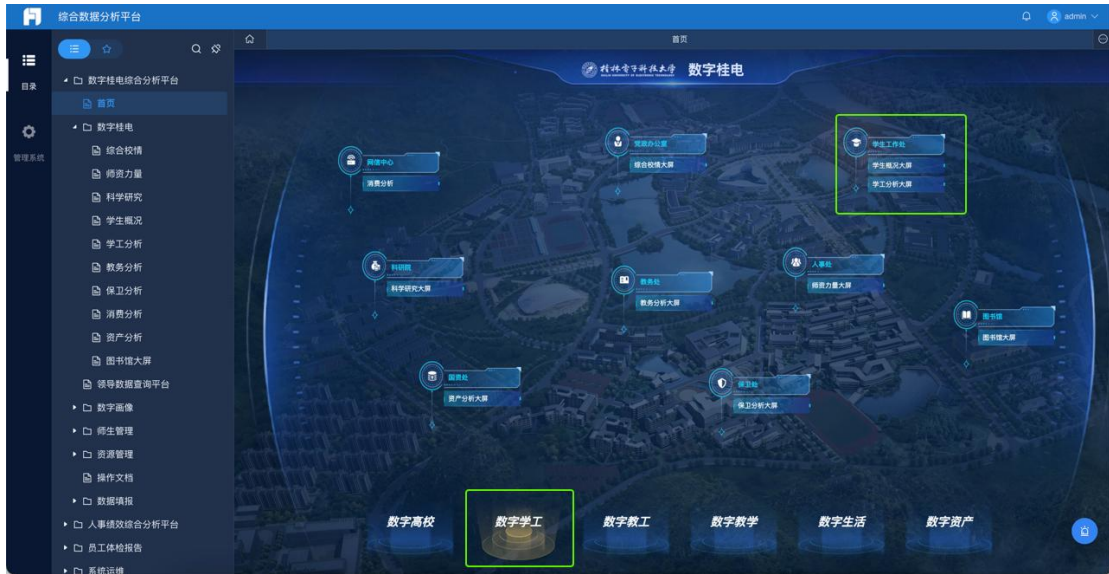 综合数据分析平台
admin
首页
目录
管理系统
数字桂电综合分析平台
首页
数字桂电
综合校情
师资力量
科学研究
学生概况
学工分析
教务分析
保卫分析
消费分析
资产分析
图书馆大屏
领导数据查询平台
数字画像
师生管理
资源管理
操作文档
数据填报
人事绩效综合分析平台
员工体检报告
系统运维
桂林电子科技大学 数字桂电
网信中心
消费分析
党政办公室
综合校情大屏
学生工作处
学生概况大屏
学工分析大屏
科研院
科学研究大屏
教务处
教务分析大屏
人事处
师资力量大屏
图书馆
图书馆大屏
国资处
资产分析大屏
保卫处
保卫分析大屏
数字高校
数字学工
数字教工
数字教学
数字生活
数字资产